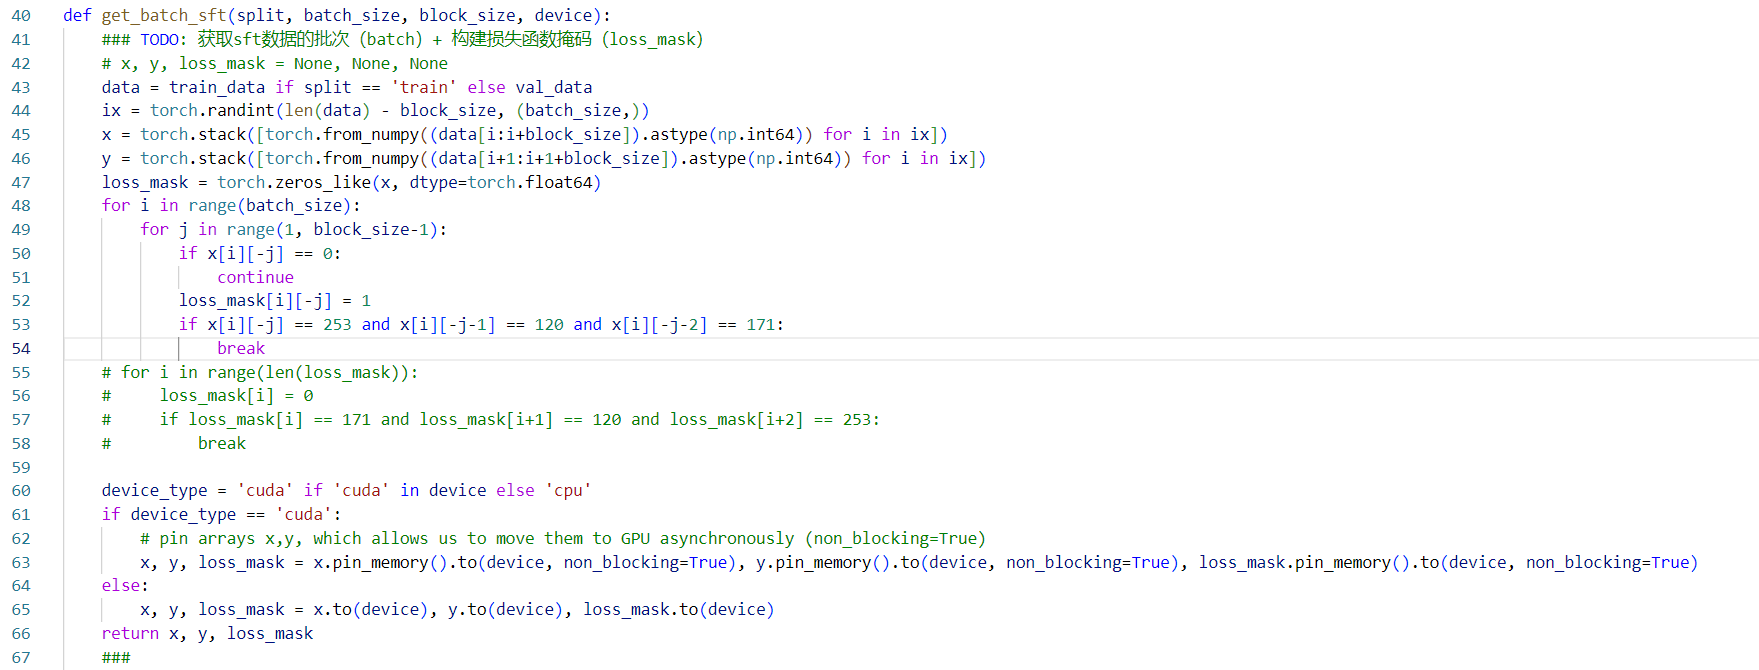 40 def get_batch_sft(split, batch_size, block_size, device):
41     ### TODO: 获取sft数据的批次（batch）+ 构建损失函数掩码（loss_mask）
42     # x, y, loss_mask = None, None, None
43     data = train_data if split == 'train' else val_data
44     ix = torch.randint(len(data) - block_size, (batch_size,))
45     x = torch.stack([torch.from_numpy((data[i:i+block_size]).astype(np.int64)) for i in ix])
46     y = torch.stack([torch.from_numpy((data[i+1:i+1+block_size]).astype(np.int64)) for i in ix])
47     loss_mask = torch.zeros_like(x, dtype=torch.float64)
48     for i in range(batch_size):
49         for j in range(1, block_size-1):
50             if x[i][-j] == 0:
51                 continue
52             loss_mask[i][-j] = 1
53             if x[i][-j] == 253 and x[i][-j-1] == 120 and x[i][-j-2] == 171:
54                 break
55     # for i in range(len(loss_mask)):
56     #     loss_mask[i] = 0
57     #     if loss_mask[i] == 171 and loss_mask[i+1] == 120 and loss_mask[i+2] == 253:
58     #         break
59
60     device_type = 'cuda' if 'cuda' in device else 'cpu'
61     if device_type == 'cuda':
62         # pin arrays x,y, which allows us to move them to GPU asynchronously (non_blocking=True)
63         x, y, loss_mask = x.pin_memory().to(device, non_blocking=True), y.pin_memory().to(device, non_blocking=True), loss_mask.pin_memory().to(device, non_blocking=True)
64     else:
65         x, y, loss_mask = x.to(device), y.to(device), loss_mask.to(device)
66     return x, y, loss_mask
67     ###